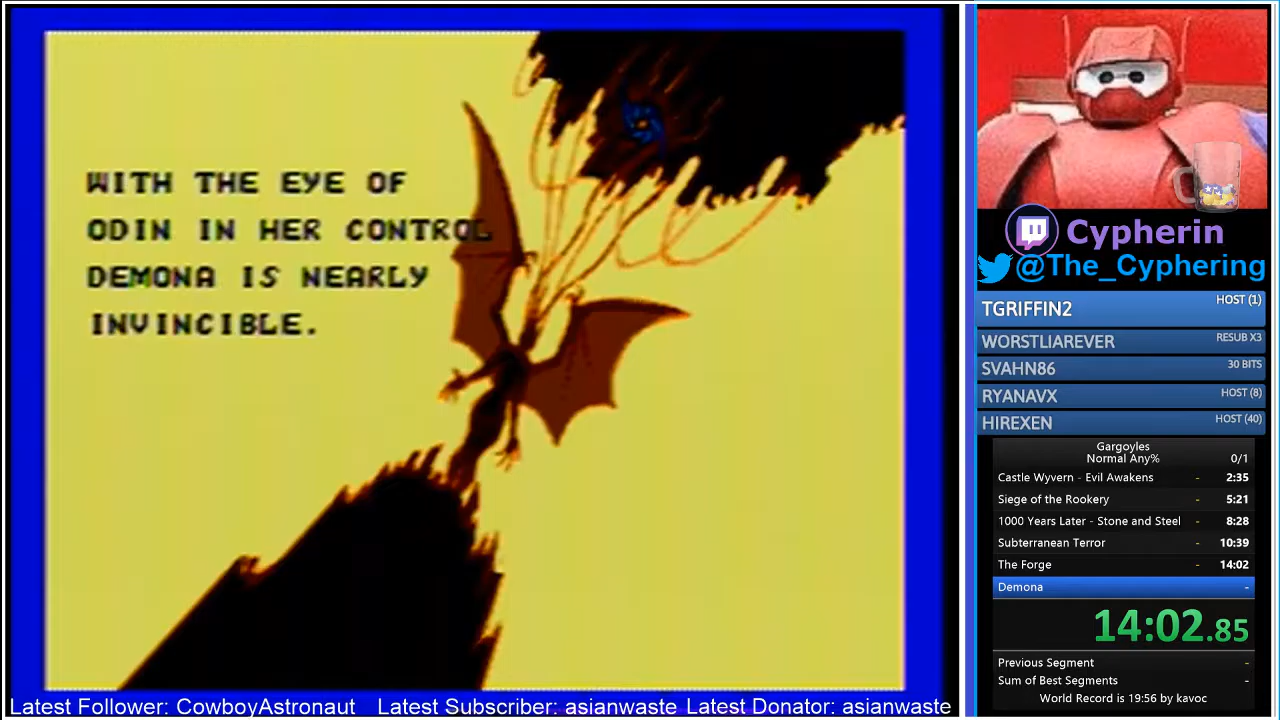 WITH THE EYE OF
ODIN IN HER CONTROL
DEMONA IS NEARLY
INVINCIBLE.
Cypherin
@The_Cyphering
TGRIFFIN2 HOST (1)
WORSTLIAREVER RESUB X3
SVAHN86 30 BITS
RYANAVX HOST (8)
HIREXEN HOST (40)
Gargoyles
Normal Any% 0/1
Castle Wyvern - Evil Awakens - 2:35
Siege of the Rookery - 5:21
1000 Years Later - Stone and Steel - 8:28
Subterranean Terror - 10:39
The Forge - 14:02
Demona -
14:02.85
Previous Segment -
Sum of Best Segments -
World Record is 19:56 by kavoc
Latest Follower: CowboyAstronaut Latest Subscriber: asianwaste Latest Donator: asianwaste